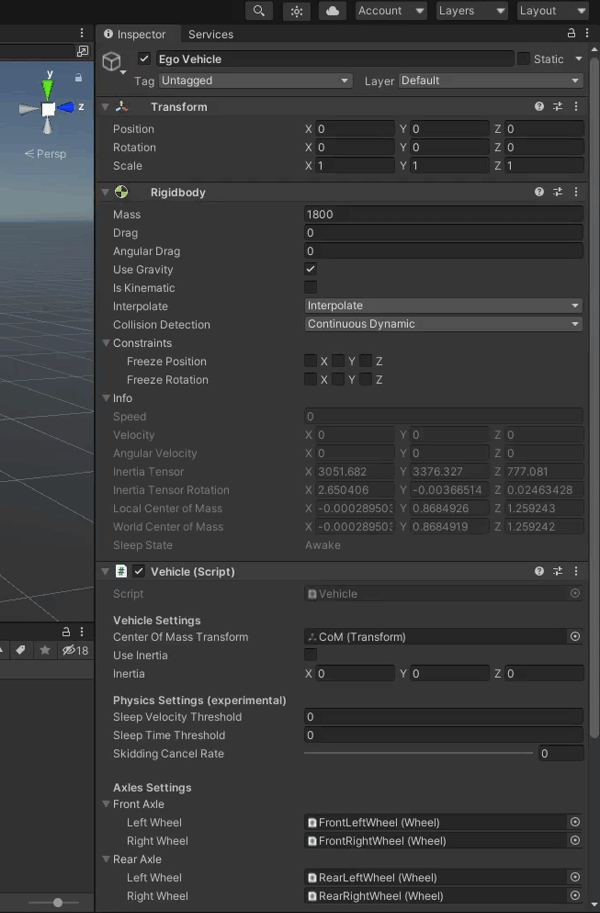 Account Layers Layout
Inspector Services
Ego Vehicle Static
Tag Untagged Layer Default
y
z
Persp
Transform
Position X 0 Y 0 Z 0
Rotation X 0 Y 0 Z 0
Scale X 1 Y 1 Z 1
Rigidbody
Mass 1800
Drag 0
Angular Drag 0
Use Gravity
Is Kinematic
Interpolate Interpolate
Collision Detection Continuous Dynamic
Constraints
Freeze Position X Y Z
Freeze Rotation X Y Z
Info
Speed 0
Velocity X 0 Y 0 Z 0
Angular Velocity X 0 Y 0 Z 0
Inertia Tensor X 3051.682 Y 3376.327 Z 777.081
Inertia Tensor Rotation X 2.650406 Y -0.00366514 Z 0.02463428
Local Center of Mass X -0.00028950 Y 0.8684926 Z 1.259243
World Center of Mass X -0.00028950 Y 0.8684919 Z 1.259242
Sleep State Awake
# Vehicle (Script)
Script Vehicle
Vehicle Settings
Center Of Mass Transform CoM (Transform)
Use Inertia
18
Inertia X 0 Y 0 Z 0
Physics Settings (experimental)
Sleep Velocity Threshold 0
Sleep Time Threshold 0
Skidding Cancel Rate 0
Axles Settings
Front Axle
Left Wheel FrontLeftWheel (Wheel)
Right Wheel FrontRightWheel (Wheel)
Rear Axle
Left Wheel RearLeftWheel (Wheel)
Right Wheel RearRightWheel (Wheel)